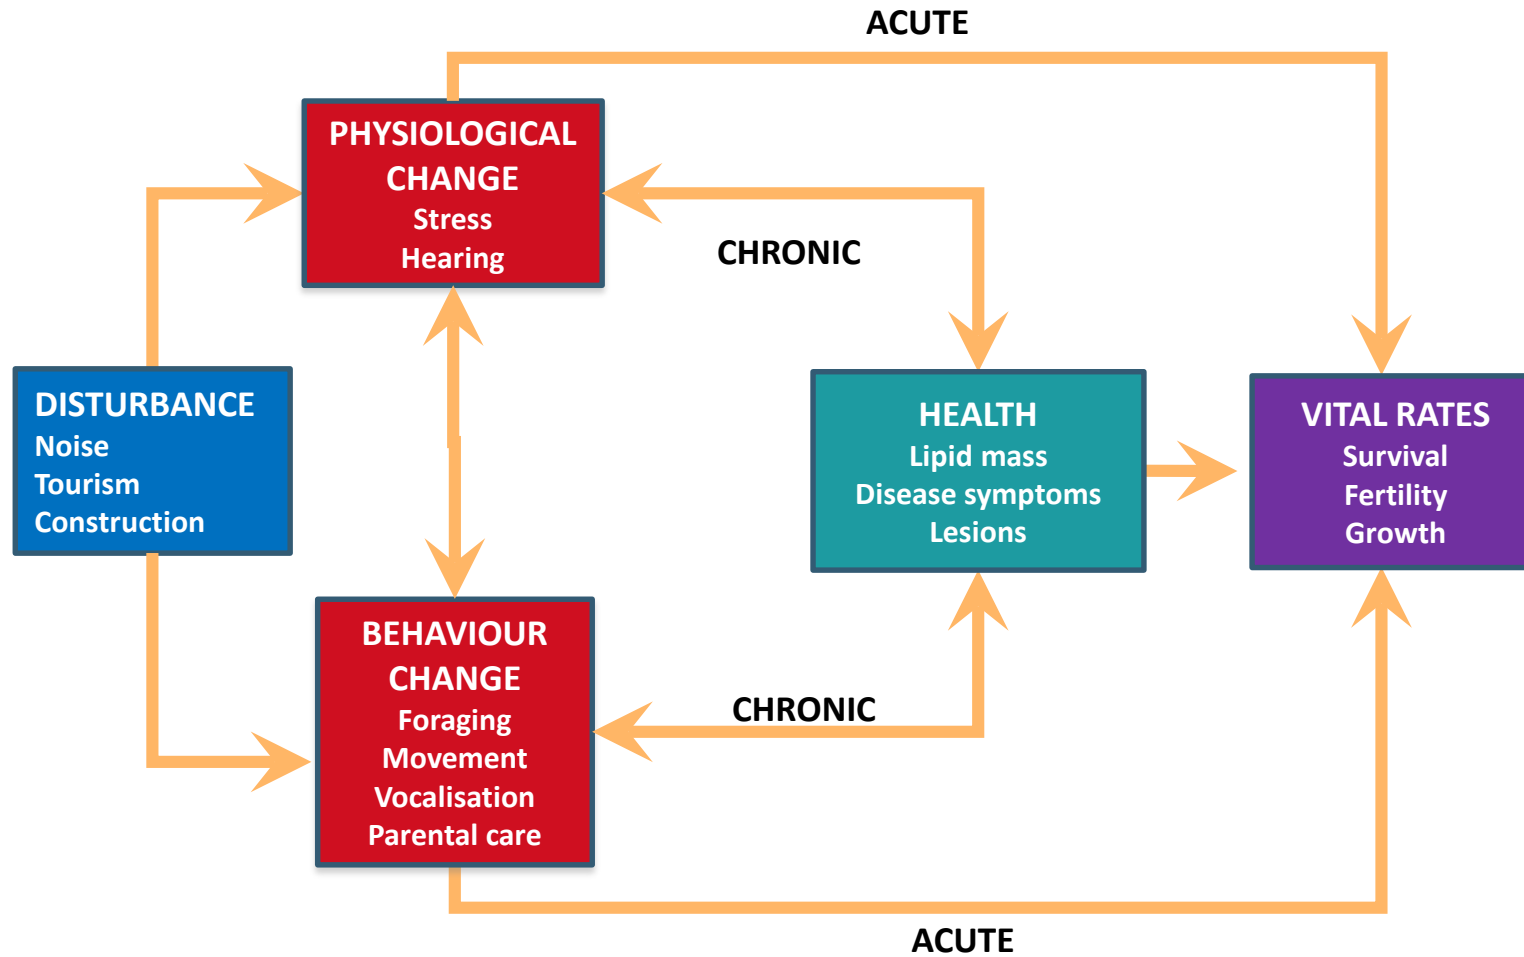 ACUTE
PHYSIOLOGICAL
CHANGE
Stress
Hearing
CHRONIC
DISTURBANCE
Noise
Tourism
Construction
HEALTH
Lipid mass
Disease symptoms
Lesions
VITAL RATES
Survival
Fertility
Growth
BEHAVIOUR
CHANGE
Foraging
Movement
Vocalisation
Parental care
CHRONIC
ACUTE